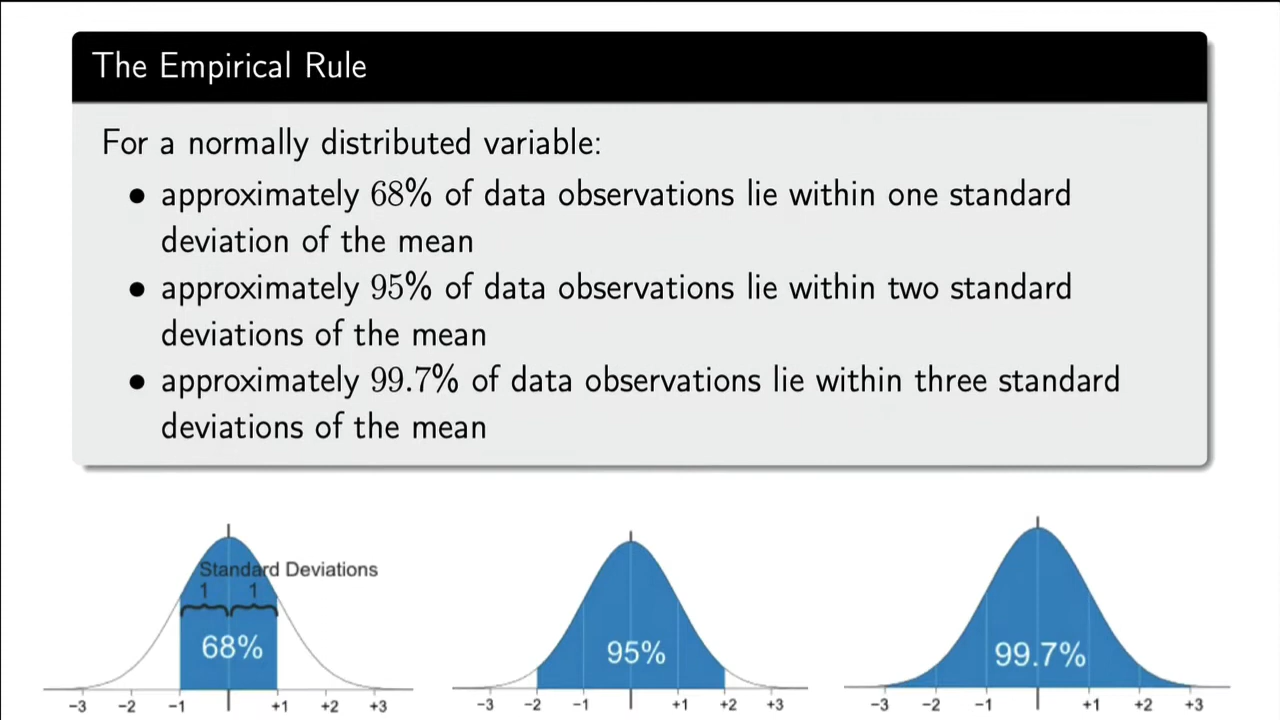 The Empirical Rule
For a normally distributed variable:
• approximately 68% of data observations lie within one standard
deviation of the mean
• approximately 95% of data observations lie within two standard
deviations of the mean
• approximately 99.7% of data observations lie within three standard
deviations of the mean
Standard Deviations
1 1
68%
−3 −2 −1 +1 +2 +3
95%
−3 −2 −1 +1 +2 +3
99.7%
−3 −2 −1 +1 +2 +3